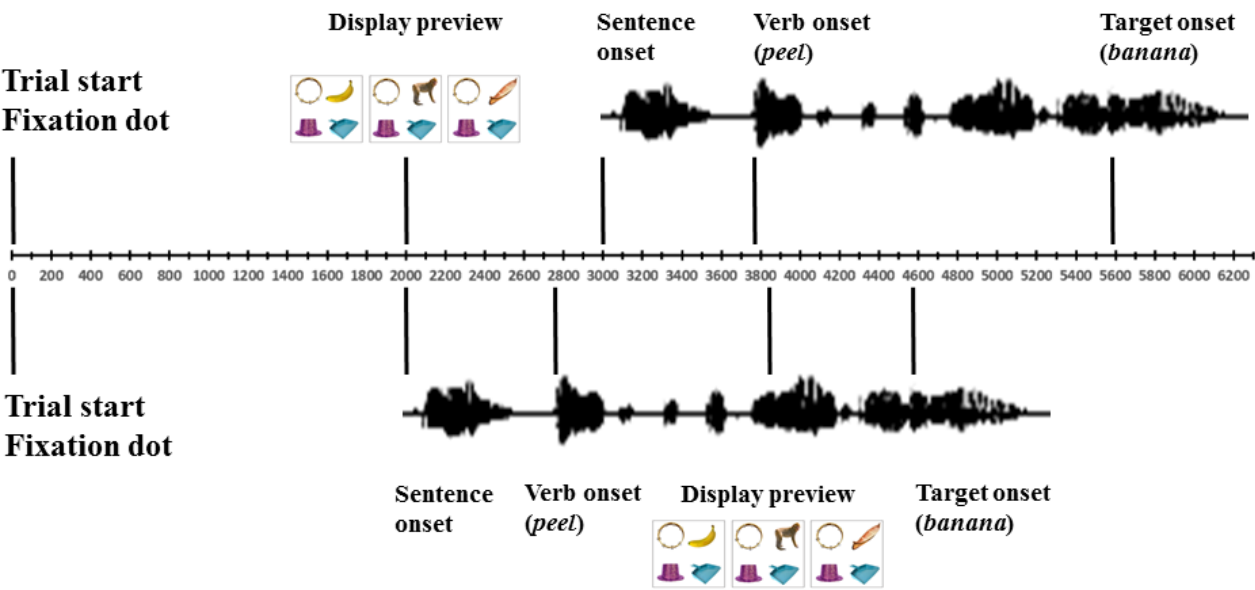 Display preview
Sentence
onset
Verb onset
(peel)
Target onset
(banana)
Trial start
Fixation dot
0 200 400 600 800 1000 1200 1400 1600 1800 2000 2200 2400 2600 2800 3000 3200 3400 3600 3800 4000 4200 4400 4600 4800 5000 5200 5400 5600 5800 6000 6200
Trial start
Fixation dot
Sentence
onset
Verb onset
(peel)
Display preview
Target onset
(banana)